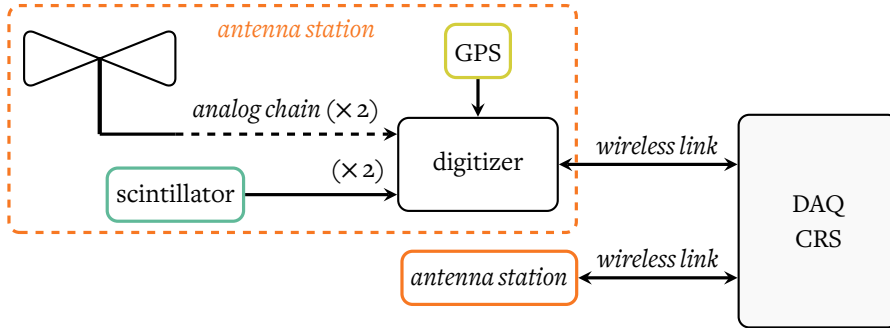 antenna station
GPS
analog chain (× 2)
digitizer
wireless link
(× 2)
scintillator
DAQ
CRS
antenna station
wireless link